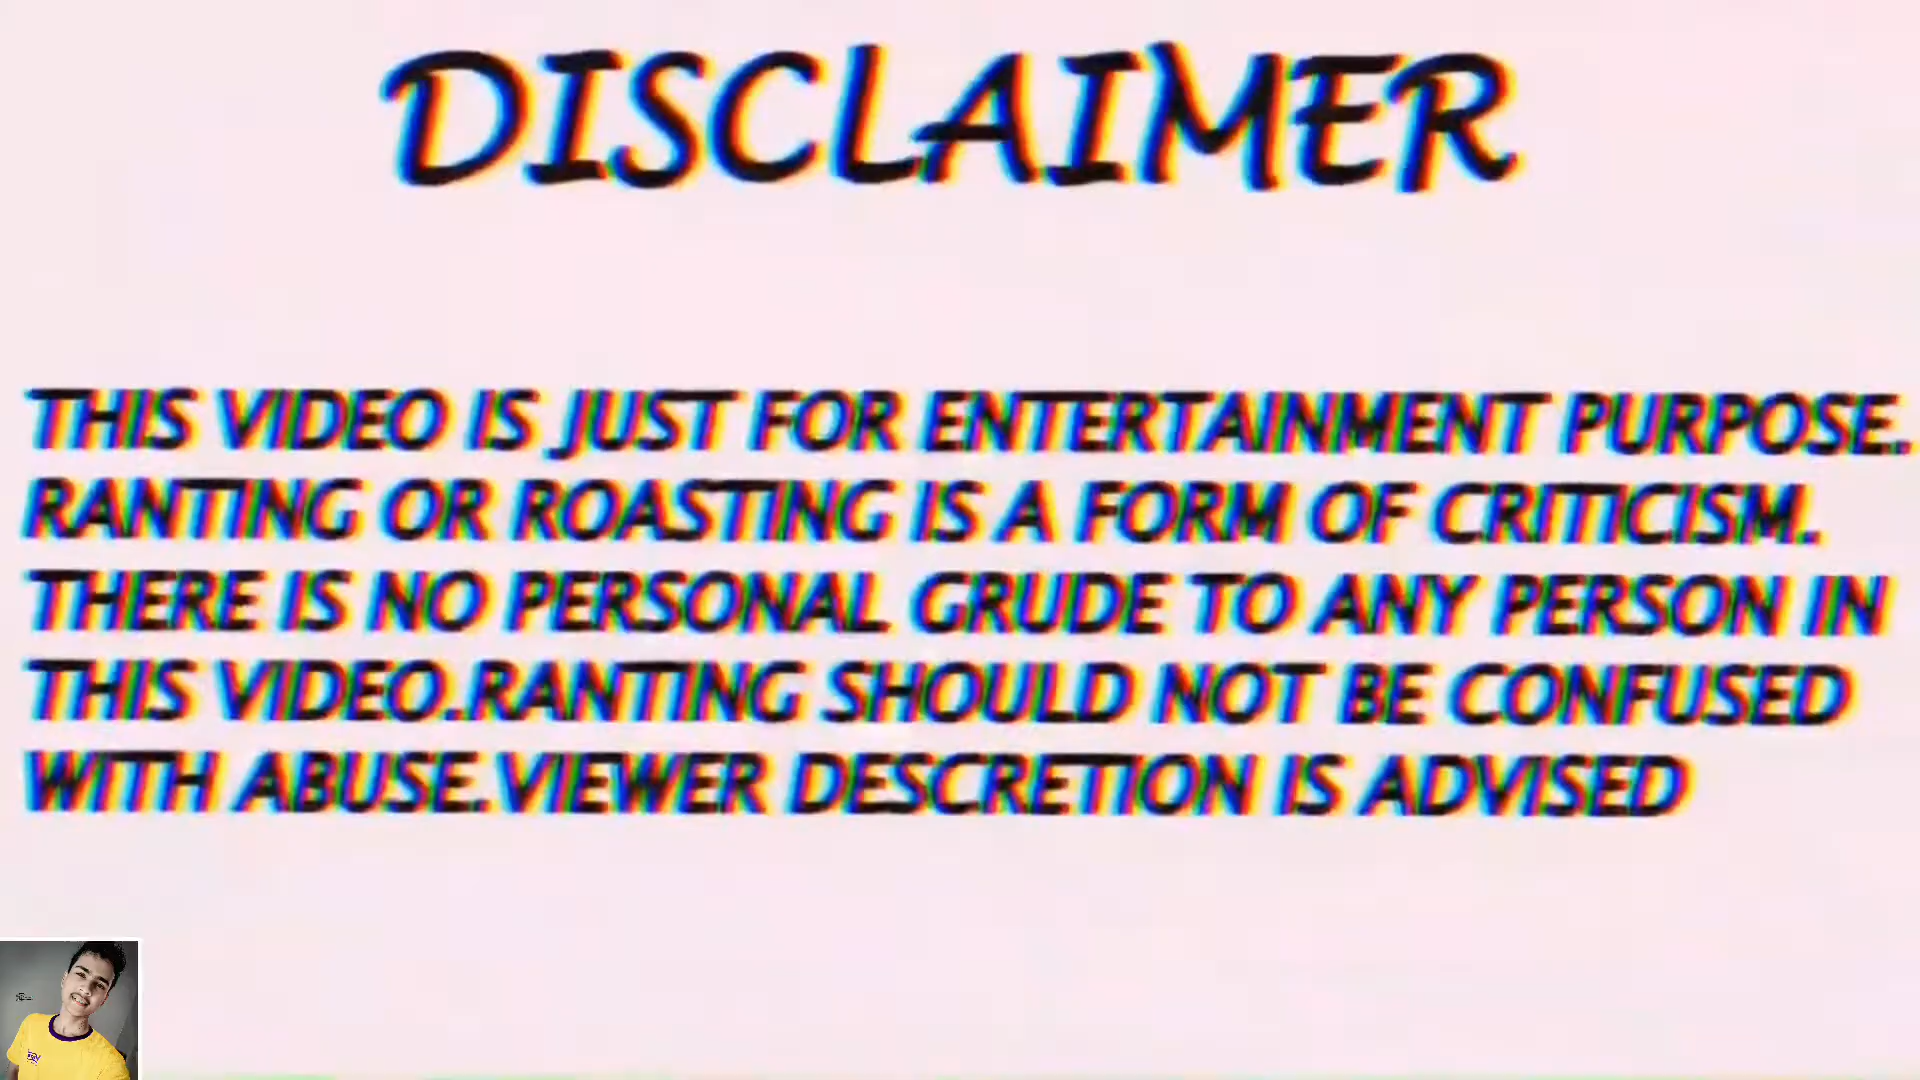 DISCLAIMER
THIS VIDEO IS JUST FOR ENTERTAINMENT PURPOSE.
RANTING OR ROASTING IS A FORM OF CRITICISM.
THERE IS NO PERSONAL GRUDE TO ANY PERSON IN
THIS VIDEO.RANTING SHOULD NOT BE CONFUSED
WITH ABUSE.VIEWER DESCRETION IS ADVISED